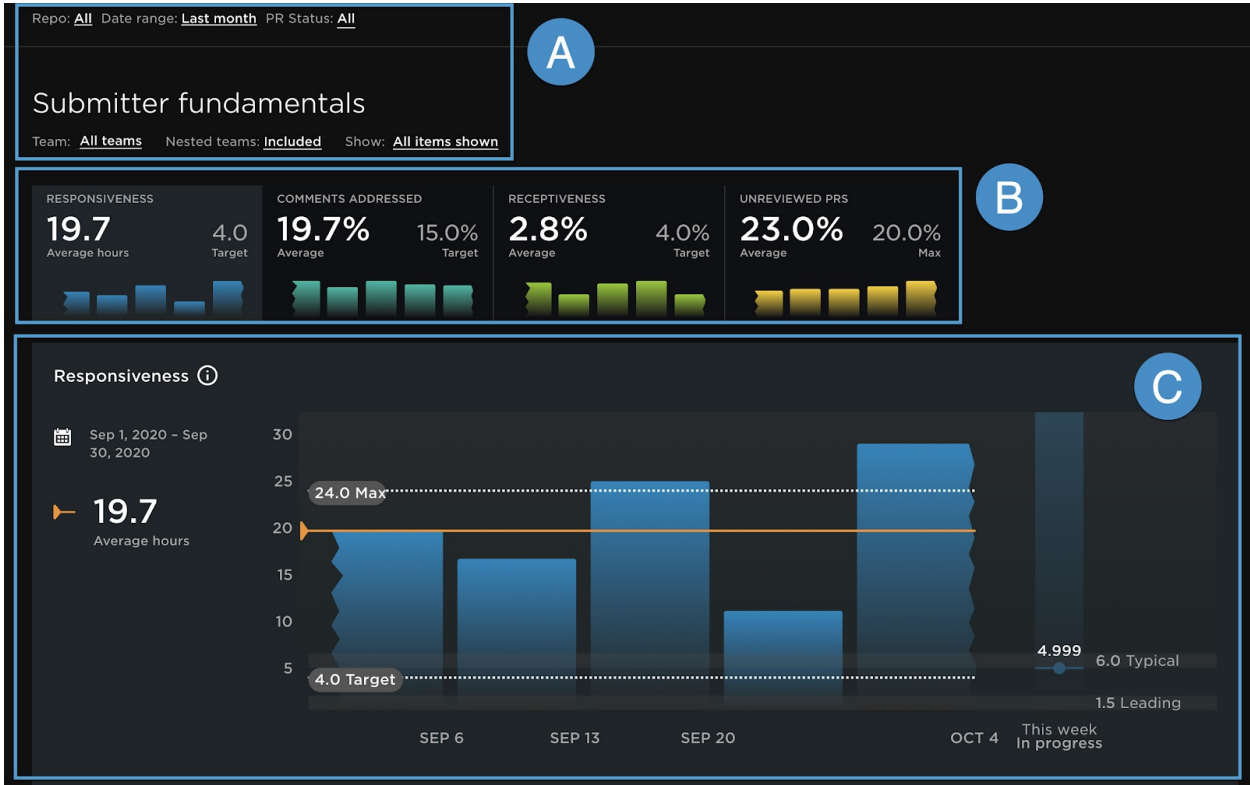 Repo: All Date range: Last month PR Status: All
A
Submitter fundamentals
Team: All teams Nested teams: Included Show: All items shown
B
RESPONSIVENESS
19.7 4.0
Average hours Target
COMMENTS ADDRESSED
19.7% 15.0%
Average Target
RECEPTIVENESS
2.8% 4.0%
Average Target
UNREVIEWED PRS
23.0% 20.0%
Average Max
C
Responsiveness
Sep 1, 2020 – Sep
30, 2020
19.7
Average hours
30
25
24.0 Max
20
15
10
5
4.0 Target
4.999
6.0 Typical
1.5 Leading
SEP 6 SEP 13 SEP 20 OCT 4
This week
In progress